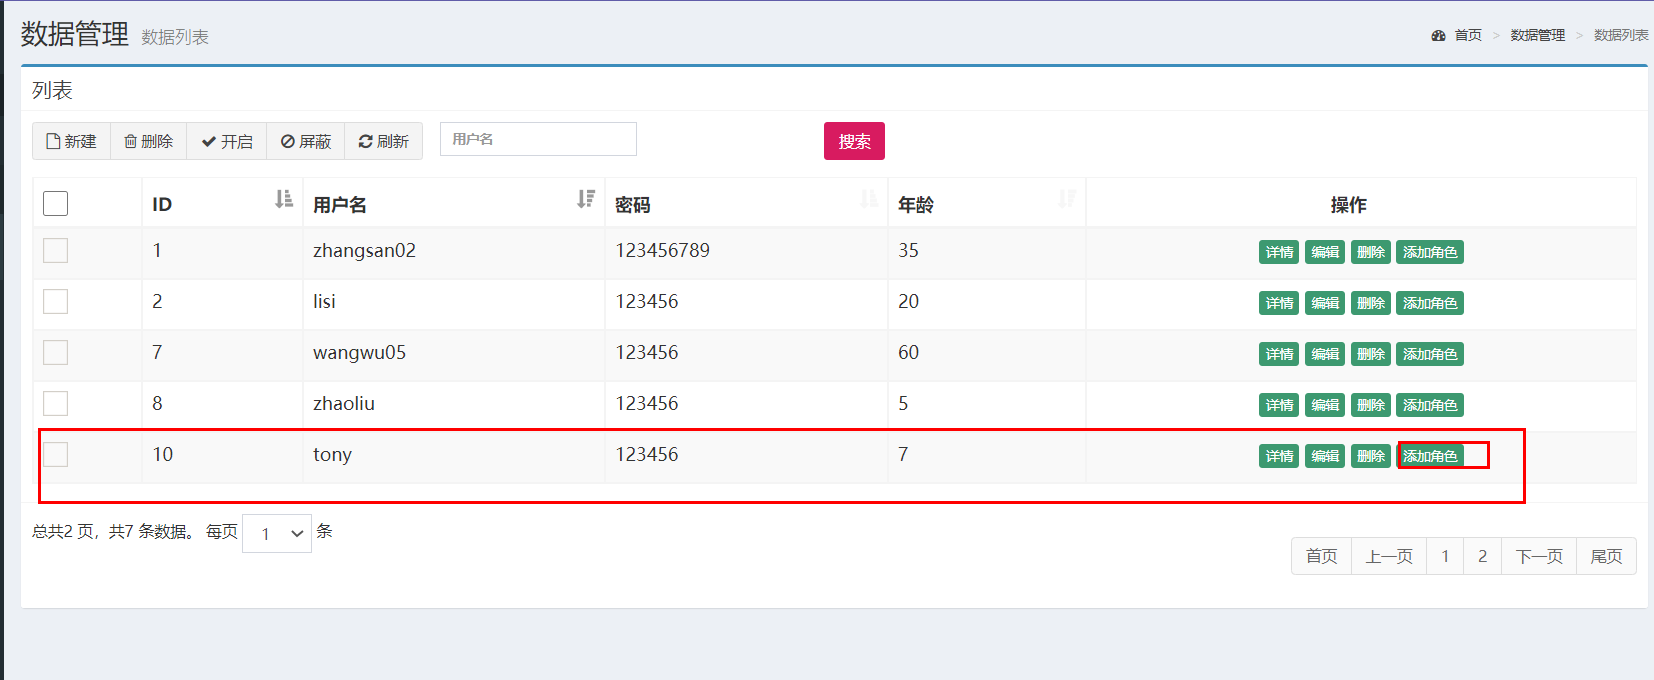 数据管理 数据列表
首页 > 数据管理 > 数据列表
列表
新建 删除 开启 屏蔽 刷新 用户名 搜索
ID 用户名 密码 年龄 操作
1 zhangsan02 123456789 35 详情 编辑 删除 添加角色
2 lisi 123456 20 详情 编辑 删除 添加角色
7 wangwu05 123456 60 详情 编辑 删除 添加角色
8 zhaoliu 123456 5 详情 编辑 删除 添加角色
10 tony 123456 7 详情 编辑 删除 添加角色
总共2 页，共7 条数据。 每页 1 条
首页 上一页 1 2 下一页 尾页